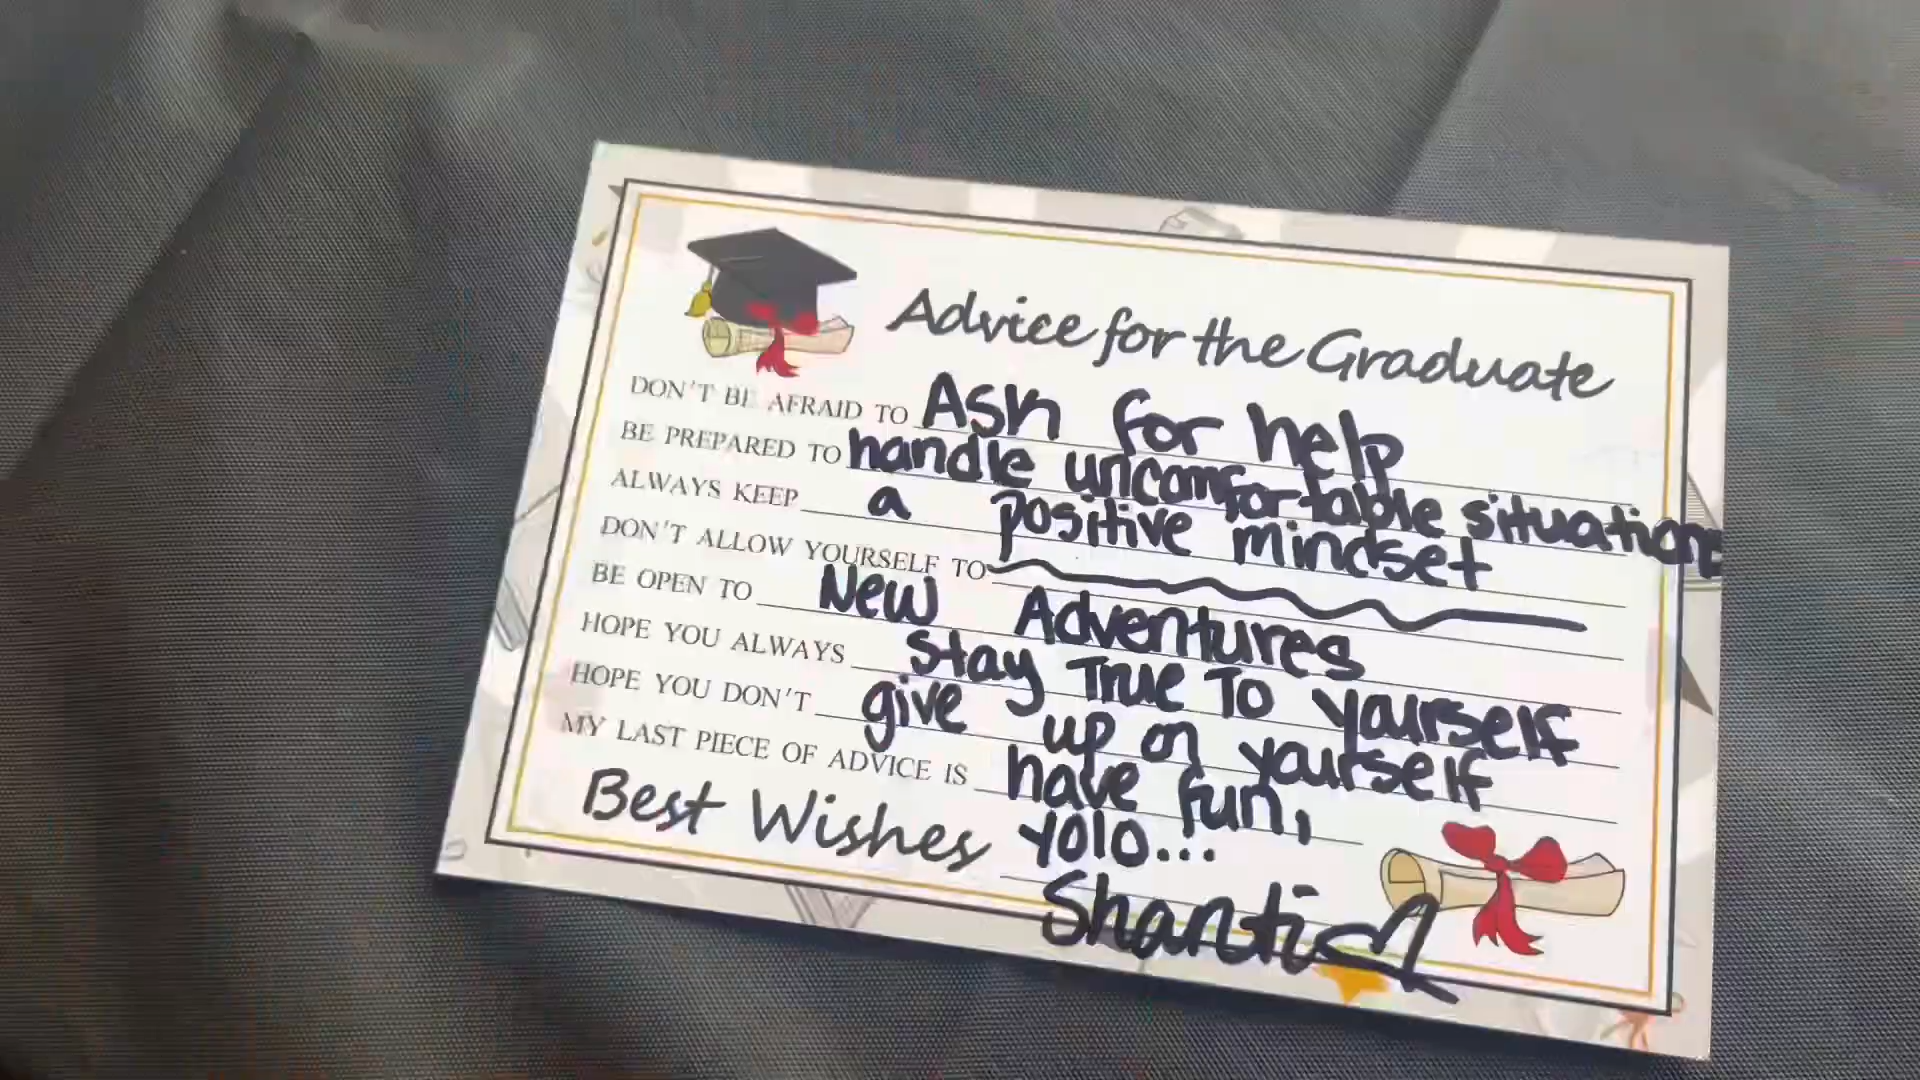 Advice for the Graduate
DON'T BE AFRAID TO Ask for help
BE PREPARED TO handle uncomfortable situations
ALWAYS KEEP a positive mindset
DON'T ALLOW YOURSELF TO
BE OPEN TO New Adventures
HOPE YOU ALWAYS stay True To yourself
HOPE YOU DON'T give up on yourself
MY LAST PIECE OF ADVICE IS have fun,
Best Wishes yolo...
Shanti